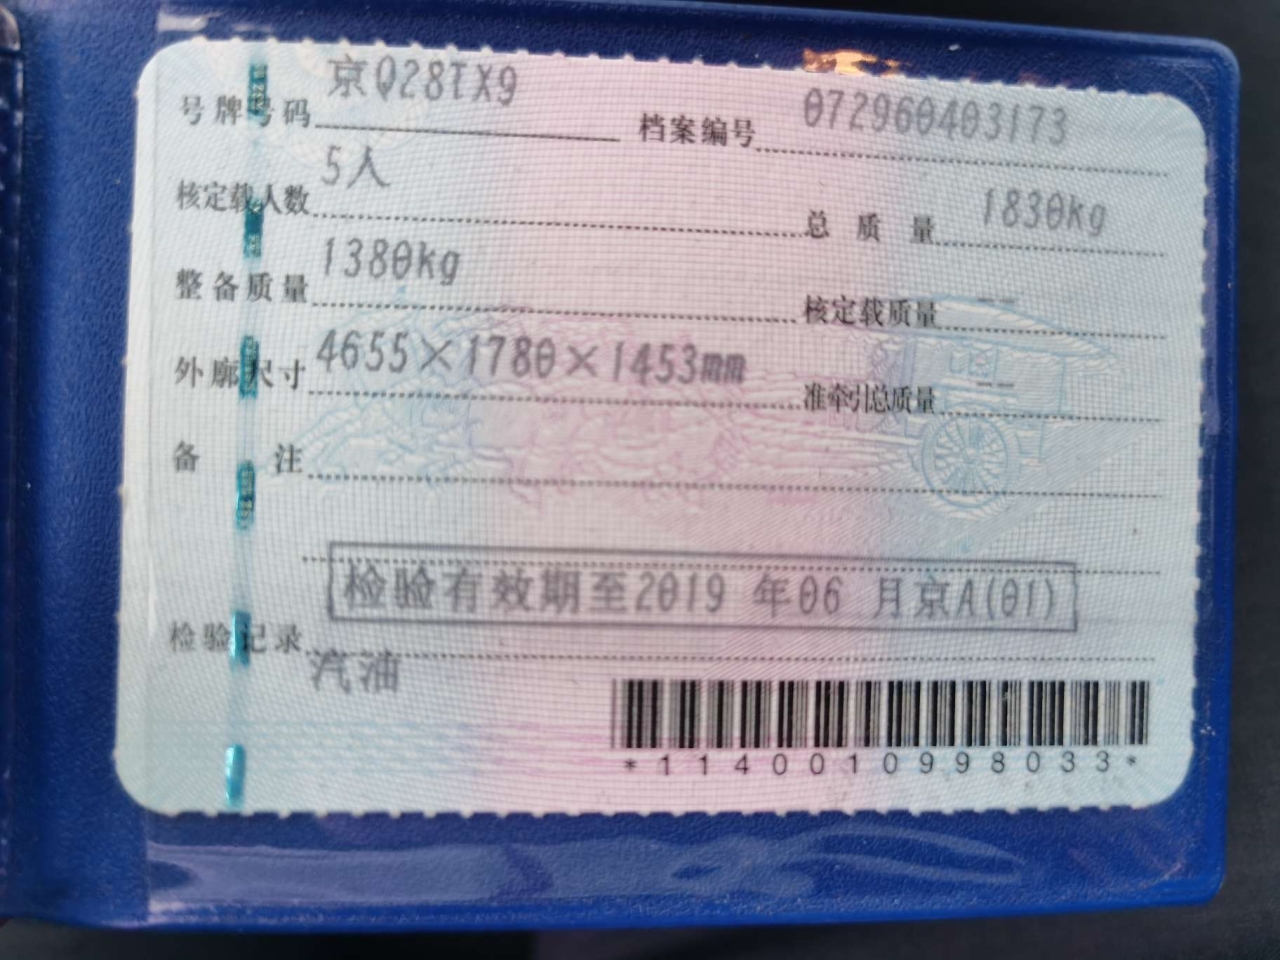 号牌号码 京Q28TX9 档案编号 072960403173
核定载人数 5人 总质量 1830kg
整备质量 1380kg 核定载质量 --
外廓尺寸 4655×1780×1453mm 准牵引总质量 --
备注
检验有效期至2019 年06 月京A(01)
检验记录
汽油
*1140010998033*